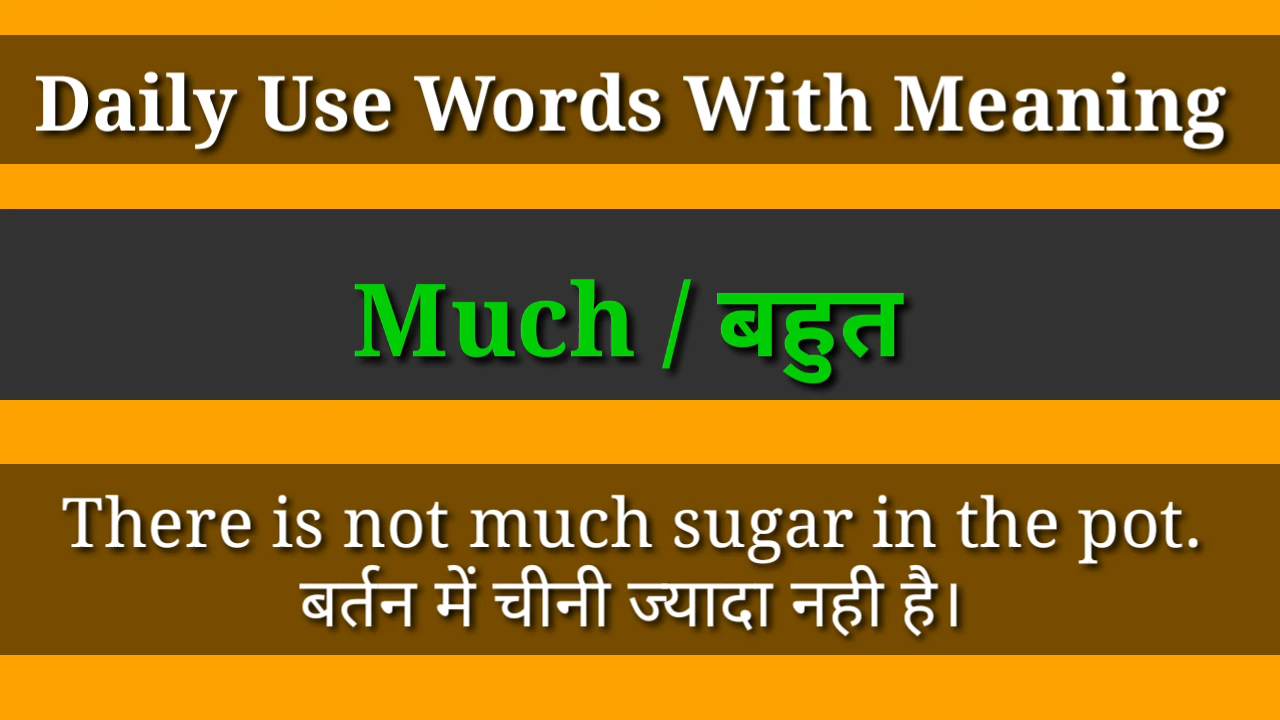 Daily Use Words With Meaning
Much / बहुत
There is not much sugar in the pot.
बर्तन में चीनी ज्यादा नही है।